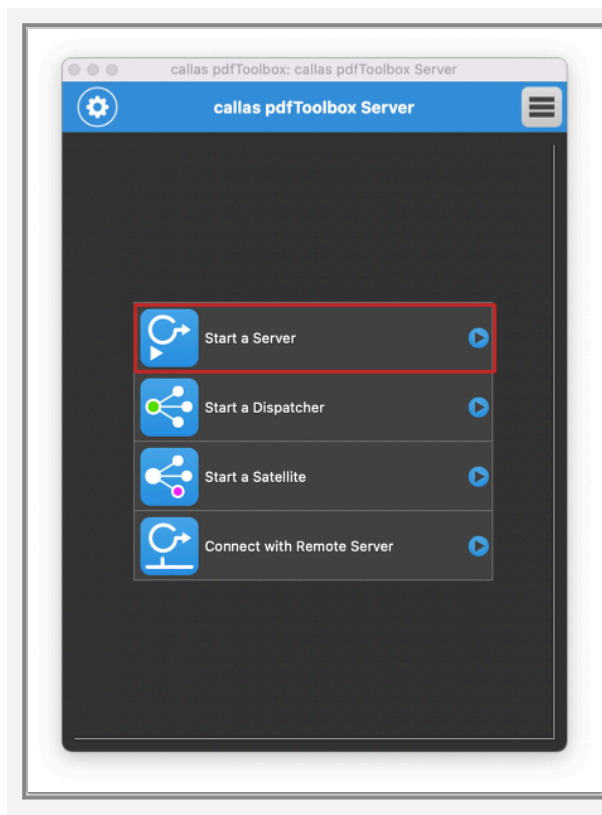 callas pdfToolbox: callas pdfToolbox Server
callas pdfToolbox Server
Start a Server
Start a Dispatcher
Start a Satellite
Connect with Remote Server